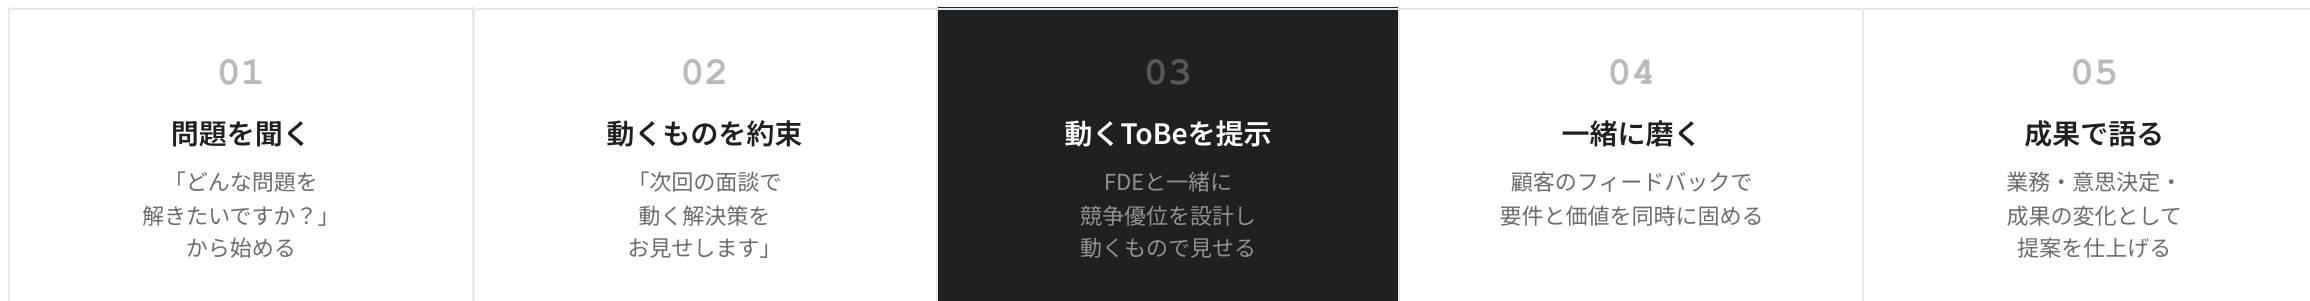 01
問題を聞く
「どんな問題を
解きたいですか？」
から始める
02
動くものを約束
「次回の面談で
動く解決策を
お見せします」
03
動くToBeを提示
FDEと一緒に
競争優位を設計し
動くもので見せる
04
一緒に磨く
顧客のフィードバックで
要件と価値を同時に固める
05
成果で語る
業務・意思決定・
成果の変化として
提案を仕上げる